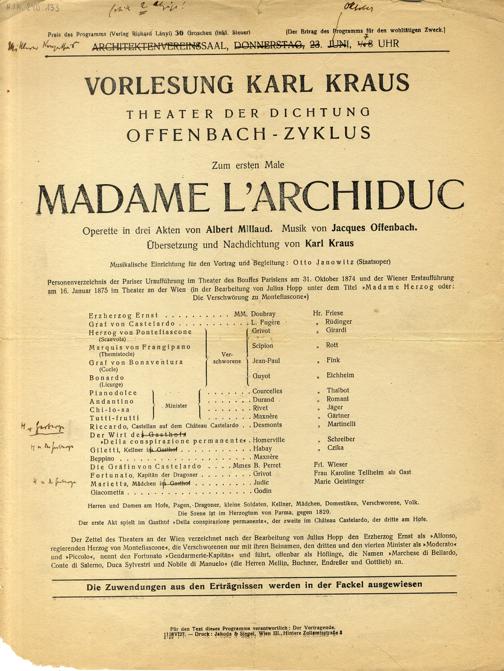 H.I.N. 240.133
Preis des Programms (Verlag Richard Lányi) 30 Groschen (inkl. Steuer)
(Der Ertrag des Programms für den wohltätigen Zweck.)
ARCHITEKTENVEREINSSAAL, DONNERSTAG, 23. JUNI, UHR
VORLESUNG KARL KRAUS
THEATER DER DICHTUNG
OFFENBACH-ZYKLUS
Zum ersten Male
MADAME L'ARCHIDUC
Operette in drei Akten von Albert Millaud. Musik von Jacques Offenbach.
Übersetzung und Nachdichtung von Karl Kraus
Musikalische Einrichtung für den Vortrag und Begleitung: Otto Janowitz (Staatsoper)
Personenverzeichnis der Pariser Uraufführung im Theater des Bouffes Parisiens am 31. Oktober 1874 und der Wiener Erstaufführung
am 16. Januar 1875 im Theater an der Wien (in der Bearbeitung von Julius Hopp unter dem Titel »Madame Herzog oder:
Die Verschwörung zu Montefiascone«)
Erzherzog Ernst . . . . . . . . . . MM. Daubray Hr. Friese
Graf von Castelardo . . . . . . . . . . L. Fugère „ Rüdinger
Herzog von Pontefiascone Grivot „ Girardi
(Scaevola)
Marquis von Frangipano Scipion „ Rott
(Themistocle)
Ver-
Graf von Bonaventura schworene Jean-Paul „ Fink
(Cocle)
Bonardo Guyot „ Eichheim
(Licurge)
Pianodolce . . . . . . . Courcelles „ Thalbot
Andantino . . . . . . . Durand „ Romani
Minister
Chi-lo-sa . . . . . . . Rivet „ Jäger
Tutti-frutti . . . . . . . Maxnère „ Gärtner
Riccardo, Castellan auf dem Château Castelardo . . Desmonts „ Martinelli
Der Wirt des Gasthofs
»Della conspirazione permanente« . Homerville „ Schreiber
Giletti, Kellner im Gasthof . . . . . . . Habay „ Czika
Beppino . . . . . . . . . . Maxnère
Die Gräfin von Castelardo . . . . . Mmes B. Perret Frl. Wieser
Fortunato, Kapitän der Dragoner . . . . . . Grivot Frau Karoline Tellheim als Gast
Marietta, Mädchen im Gasthof . . . . . . Judic Marie Geistinger
Giacometta . . . . . . . . . . Godin
Herren und Damen am Hofe, Pagen, Dragoner, kleine Soldaten, Kellner, Mädchen, Domestiken, Verschworene, Volk.
Die Szene ist im Herzogtum von Parma, gegen 1820.
Der erste Akt spielt im Gasthof »Della conspirazione permanente«, der zweite im Château Castelardo, der dritte am Hofe.
Der Zettel des Theaters an der Wien verzeichnet nach der Bearbeitung von Julius Hopp den Erzherzog Ernst als »Alfonso,
regierenden Herzog von Montefiascone«, die Verschworenen nur mit ihren Beinamen, den dritten und den vierten Minister als »Moderato«
und »Piccolo«, nennt den Fortunato »Gendarmerie-Kapitän« und führt, offenbar als Höflinge, die Namen »Marchese di Bellardo,
Conte di Salerno, Duca Sylvestri und Nobile di Manuelo« (die Herren Mellin, Buchner, Endreßer und Gottlieb) an.
Die Zuwendungen aus den Erträgnissen werden in der Fackel ausgewiesen
Für den Text dieses Programms verantwortlich: Der Vortragende.
Druck: Jahoda & Siegel, Wien III., Hintere Zollamtsstraße 3